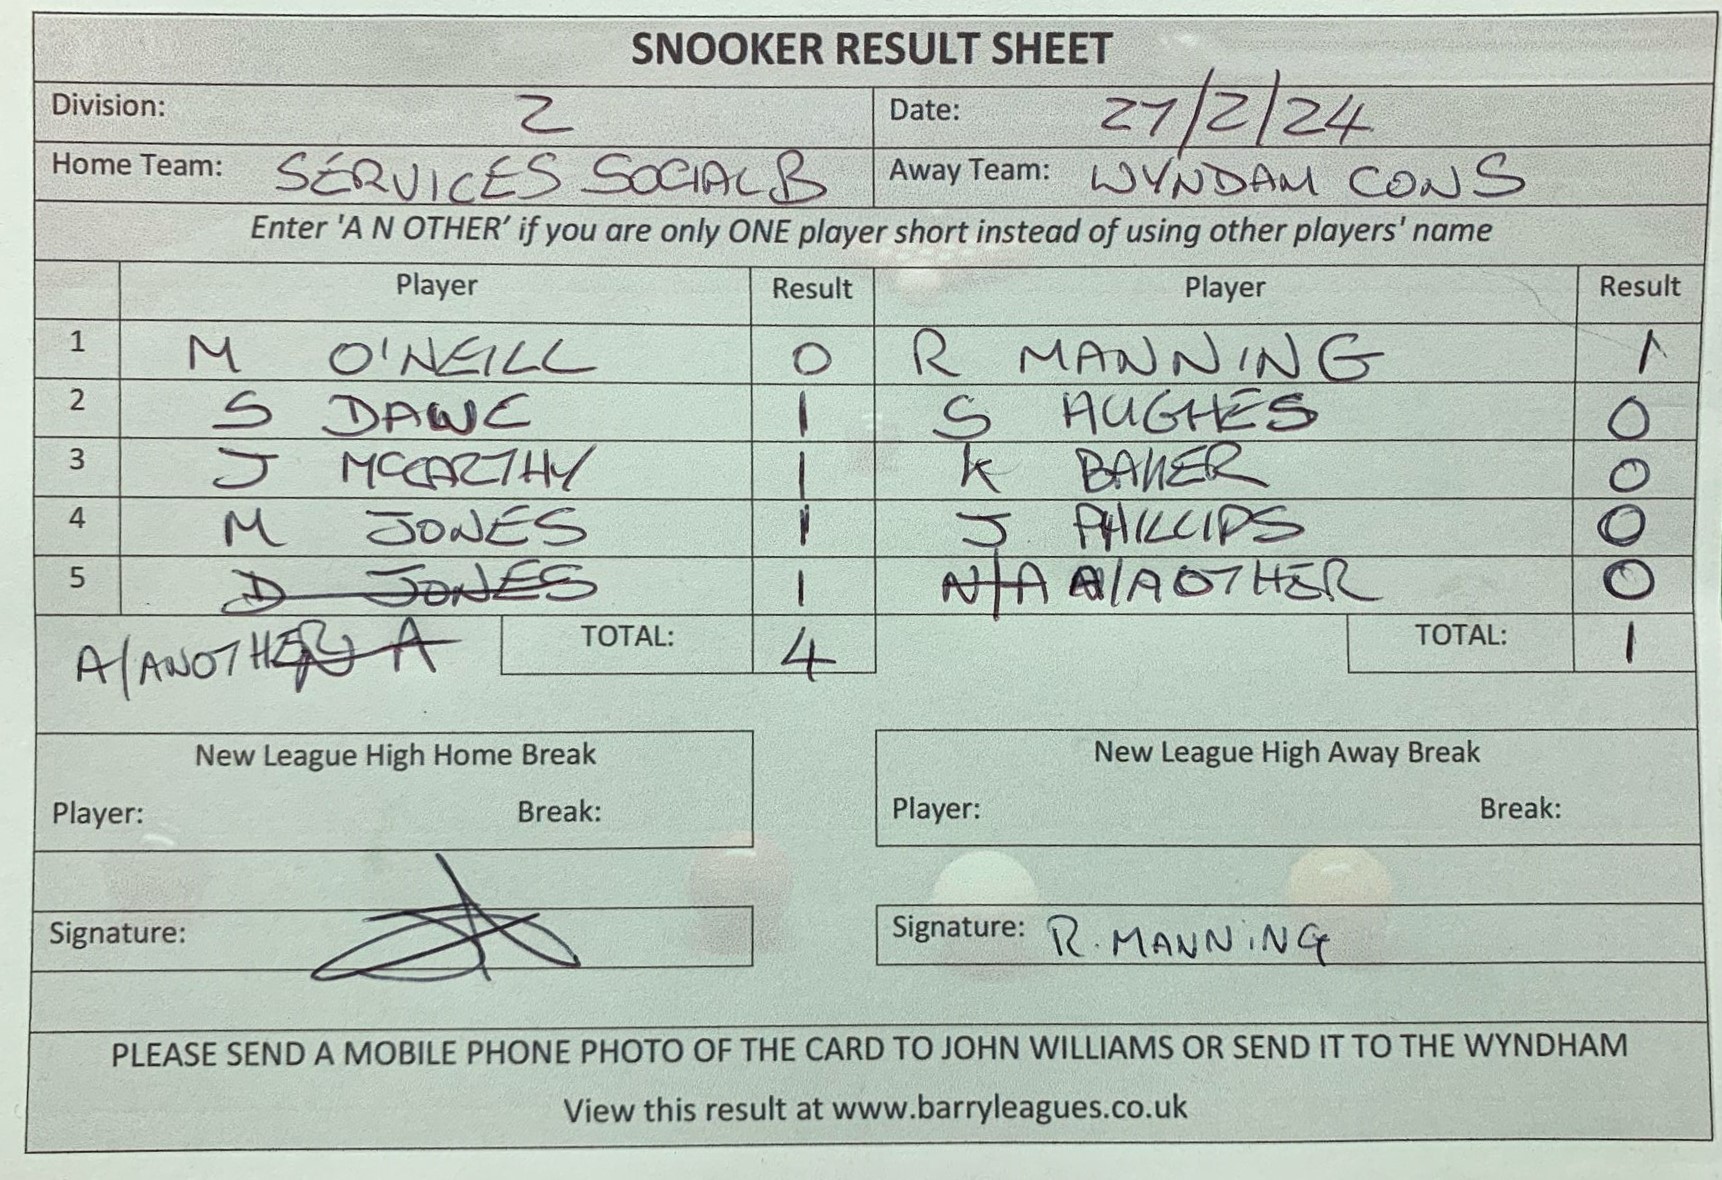 SNOOKER RESULT SHEET
Division: 2 Date: 27/2/24
Home Team: SERVICES SOCIAL B Away Team: WYNDAM CONS
Enter 'A N OTHER' if you are only ONE player short instead of using other players' name
Player Result Player Result
1 M O'NEILL 0 R MANNING 1
2 S DAWE 1 S HUGHES 0
3 J MCCARTHY 1 K BAKER 0
4 M JONES 1 J PHILLIPS 0
5 D JONES 1 N/A A/A OTHER 0
A/ANOTHER A TOTAL: 4 TOTAL: 1
New League High Home Break New League High Away Break
Player: Break: Player: Break:
Signature: Signature: R. MANNING
PLEASE SEND A MOBILE PHONE PHOTO OF THE CARD TO JOHN WILLIAMS OR SEND IT TO THE WYNDHAM
View this result at www.barryleagues.co.uk